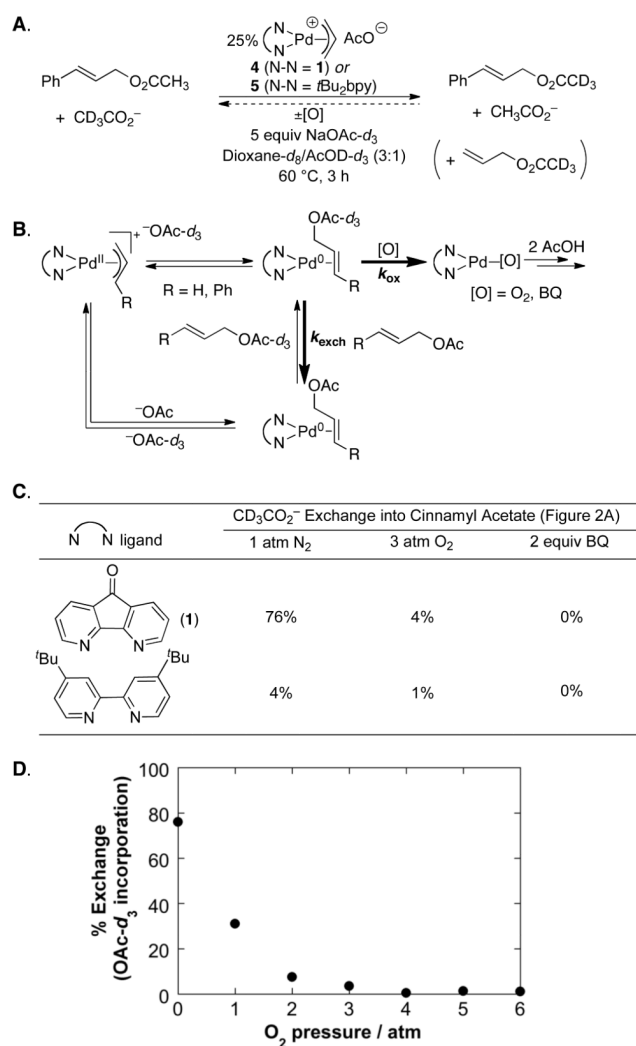 A.
25%
N
N
Pd
⊕
AcO⊖
4 (N-N = 1) or
5 (N-N = tBu2bpy)
Ph
OCCH3
+ CD3CO2−
±[O]
5 equiv NaOAc-d3
Dioxane-d8/AcOD-d3 (3:1)
60 °C, 3 h
Ph
OCCD3
+ CH3CO2−
( + OCCD3 )
B.
N
N
PdII
R
+ −OAc-d3
R = H, Ph
OAc-d3
N
N
Pd0
R
[O]
kox
N
N
Pd–[O]
2 AcOH
[O] = O2, BQ
R
OAc-d3
kexch
R
OAc
−OAc
−OAc-d3
OAc
N
N
Pd0
R
C.
N N ligand
CD3CO2− Exchange into Cinnamyl Acetate (Figure 2A)
1 atm N2
3 atm O2
2 equiv BQ
O
N
N
(1)
76%
4%
0%
tBu
tBu
N
N
4%
1%
0%
D.
% Exchange
(OAc-d3 incorporation)
100
80
60
40
20
0
0 1 2 3 4 5 6
O2 pressure / atm